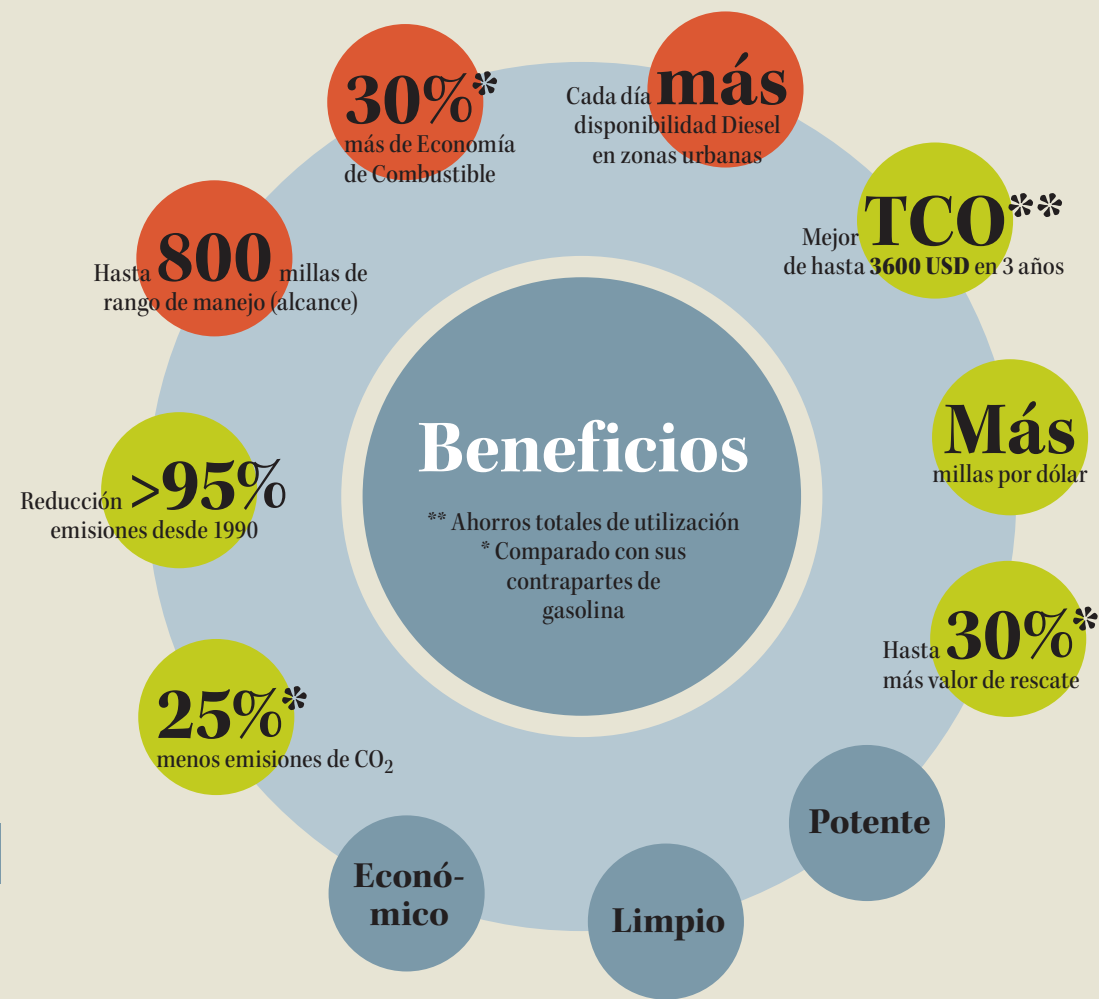 30%*
más de Economía
de Combustible
Cada día más
disponibilidad Diesel
en zonas urbanas
Mejor TCO**
de hasta 3600 USD en 3 años
Más
millas por dólar
Hasta 30%*
más valor de rescate
Potente
Limpio
Econó-
mico
25%*
menos emisiones de CO₂
Reducción >95%
emisiones desde 1990
Hasta 800 millas de
rango de manejo (alcance)
Beneficios
** Ahorros totales de utilización
* Comparado con sus
contrapartes de
gasolina